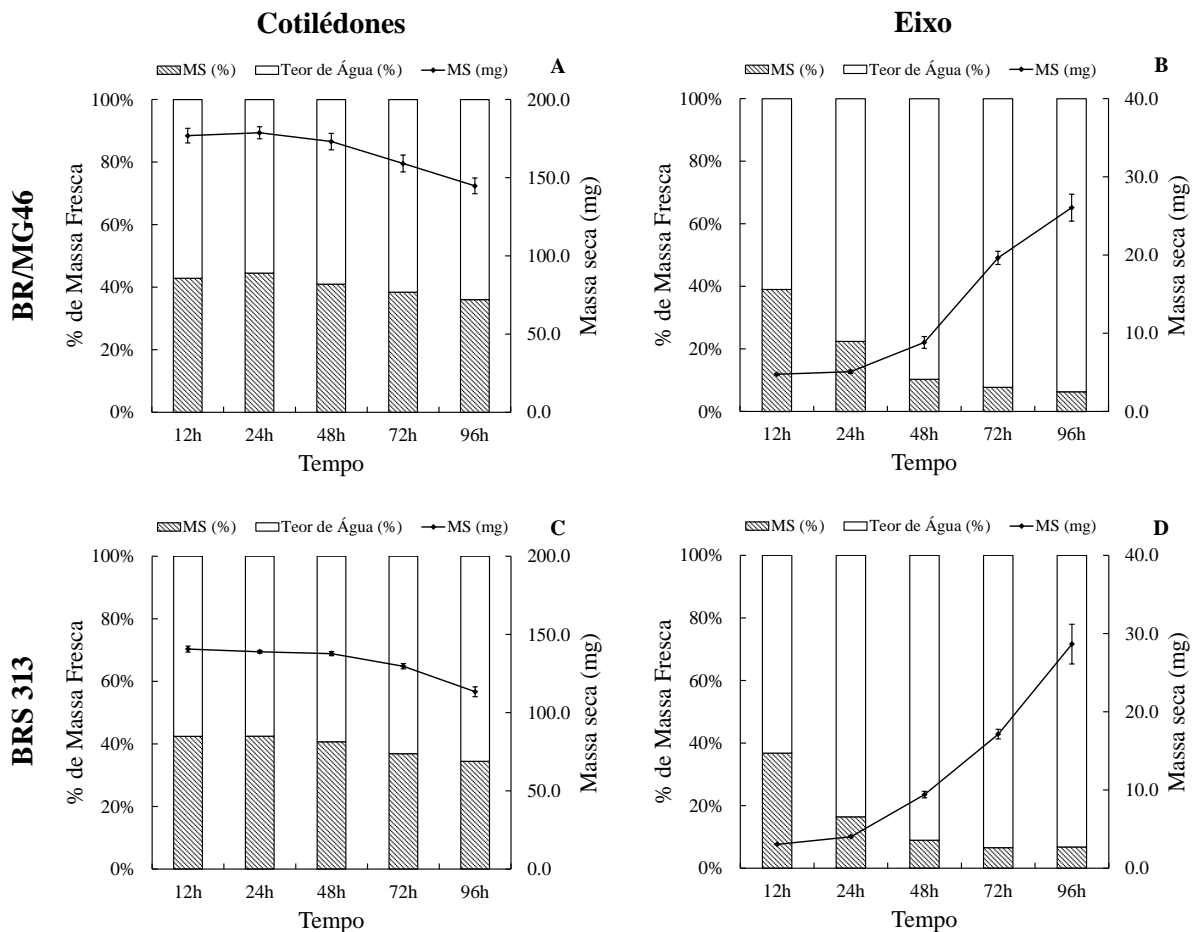 Cotilédones
Eixo
BR/MG46
MS (%) Teor de Água (%) MS (mg) A
% de Massa Fresca
100%
80%
60%
40%
20%
0%
200.0
150.0
100.0
50.0
0.0
Massa seca (mg)
12h 24h 48h 72h 96h
Tempo
MS (%) Teor de Água (%) MS (mg) B
% de Massa Fresca
100%
80%
60%
40%
20%
0%
40.0
30.0
20.0
10.0
0.0
Massa seca (mg)
12h 24h 48h 72h 96h
Tempo
BRS 313
MS (%) Teor de Água (%) MS (mg) C
% de Massa Fresca
100%
80%
60%
40%
20%
0%
200.0
150.0
100.0
50.0
0.0
Massa seca (mg)
12h 24h 48h 72h 96h
Tempo
MS (%) Teor de Água (%) MS (mg) D
% de Massa Fresca
100%
80%
60%
40%
20%
0%
40.0
30.0
20.0
10.0
0.0
Massa seca (mg)
12h 24h 48h 72h 96h
Tempo